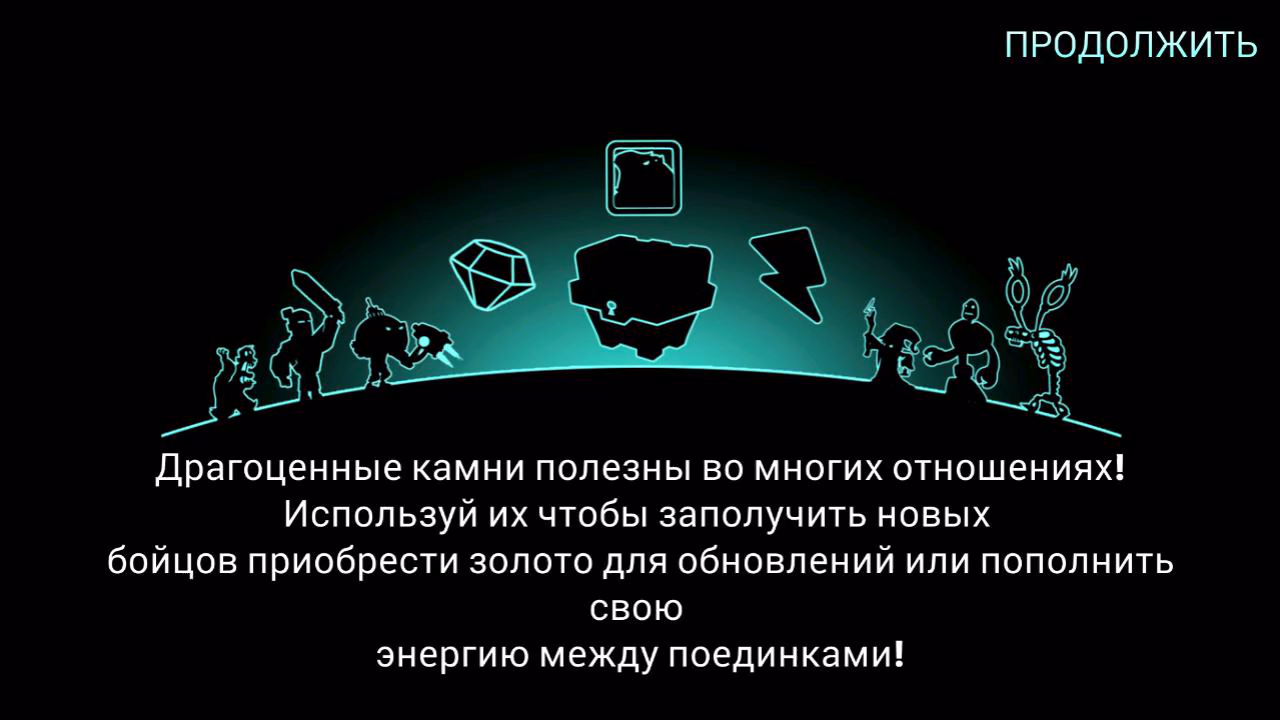 ПРОДОЛЖИТЬ
Драгоценные камни полезны во многих отношениях!
Используй их чтобы заполучить новых
бойцов приобрести золото для обновлений или пополнить
свою
энергию между поединками!